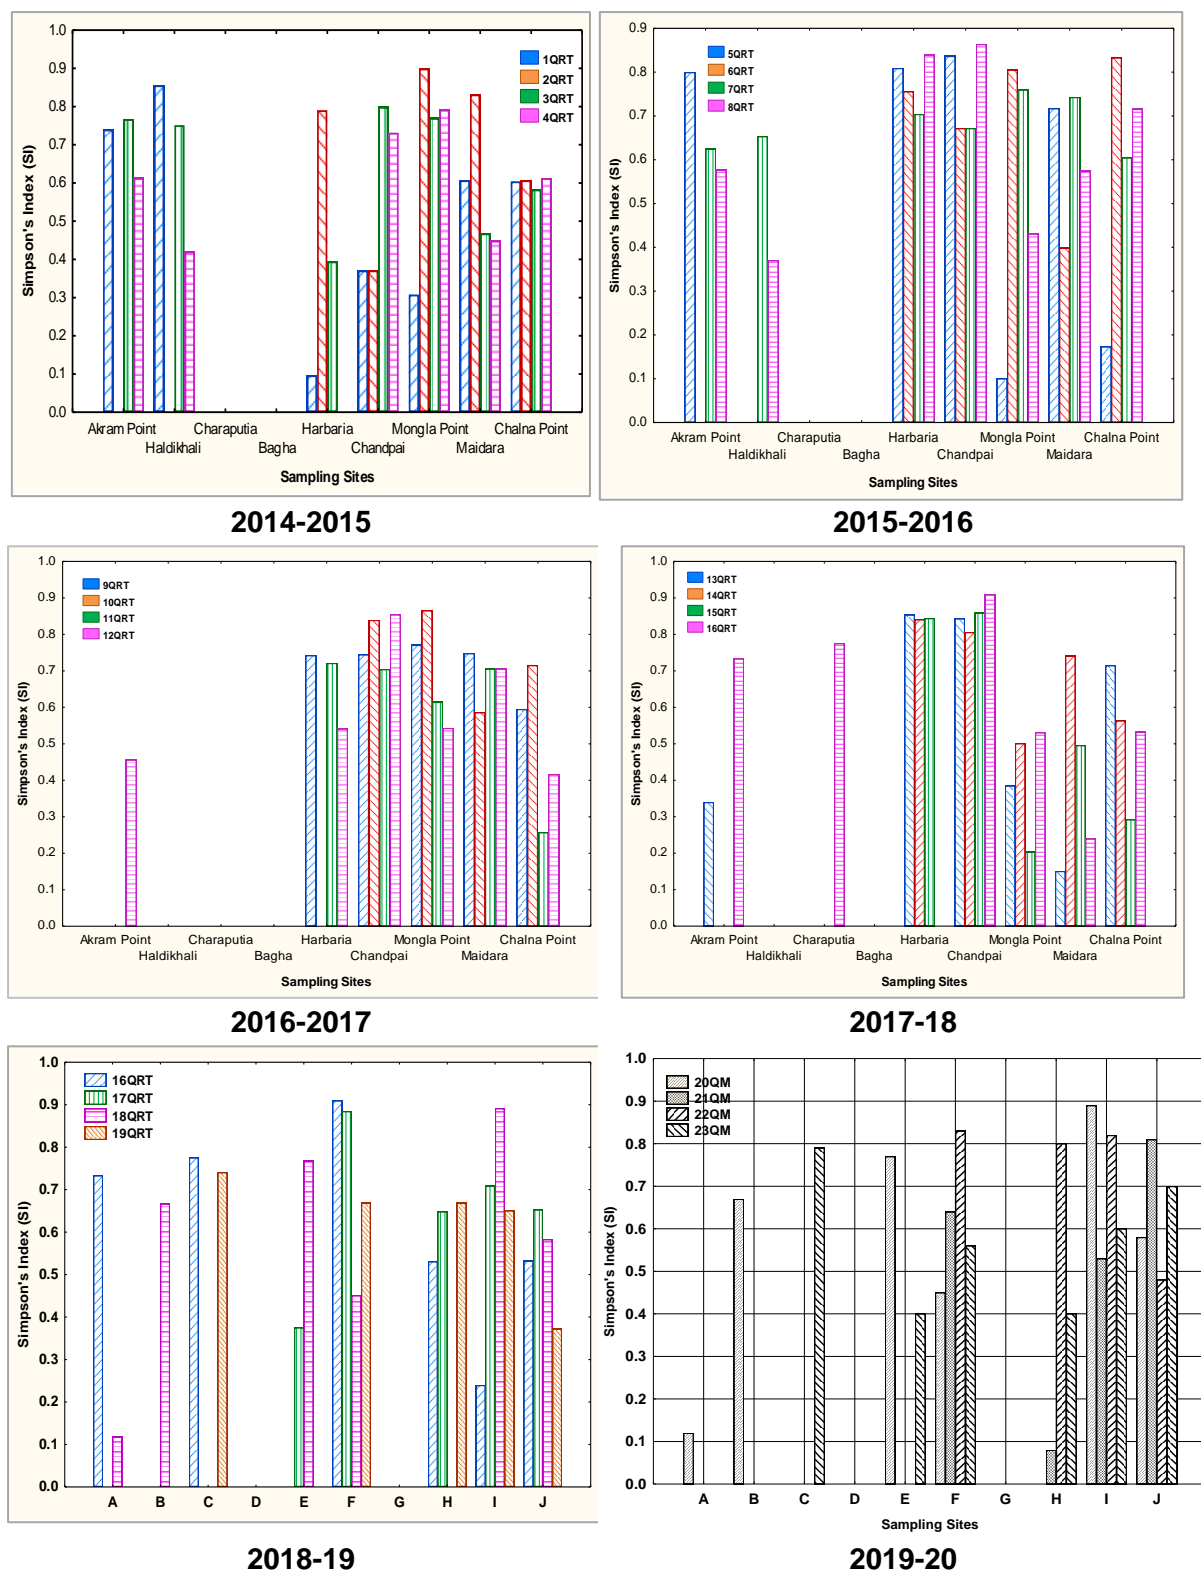 1.0
0.9
0.8
0.7
0.6
0.5
0.4
0.3
0.2
0.1
0.0
Simpson's Index (SI)
1QRT
2QRT
3QRT
4QRT
Akram Point Charaputia Harbaria Mongla Point Chalna Point
Haldikhali Bagha Chandpai Maidara
Sampling Sites
2014-2015
0.9
0.8
0.7
0.6
0.5
0.4
0.3
0.2
0.1
0.0
Simpson's Index (SI)
5QRT
6QRT
7QRT
8QRT
Akram Point Charaputia Harbaria Mongla Point Chalna Point
Haldikhali Bagha Chandpai Maidara
Sampling Sites
2015-2016
1.0
0.9
0.8
0.7
0.6
0.5
0.4
0.3
0.2
0.1
0.0
Simpson's Index (SI)
9QRT
10QRT
11QRT
12QRT
Akram Point Charaputia Harbaria Mongla Point Chalna Point
Haldikhali Bagha Chandpai Maidara
Sampling Sites
2016-2017
1.0
0.9
0.8
0.7
0.6
0.5
0.4
0.3
0.2
0.1
0.0
Simpson's Index (SI)
13QRT
14QRT
15QRT
16QRT
Akram Point Charaputia Harbaria Mongla Point Chalna Point
Haldikhali Bagha Chandpai Maidara
Sampling Sites
2017-18
1.0
0.9
0.8
0.7
0.6
0.5
0.4
0.3
0.2
0.1
0.0
Simpson's Index (SI)
16QRT
17QRT
18QRT
19QRT
A B C D E F G H I J
2018-19
1.0
0.9
0.8
0.7
0.6
0.5
0.4
0.3
0.2
0.1
0.0
Simpson's Index (SI)
20QM
21QM
22QM
23QM
A B C D E F G H I J
Sampling Sites
2019-20